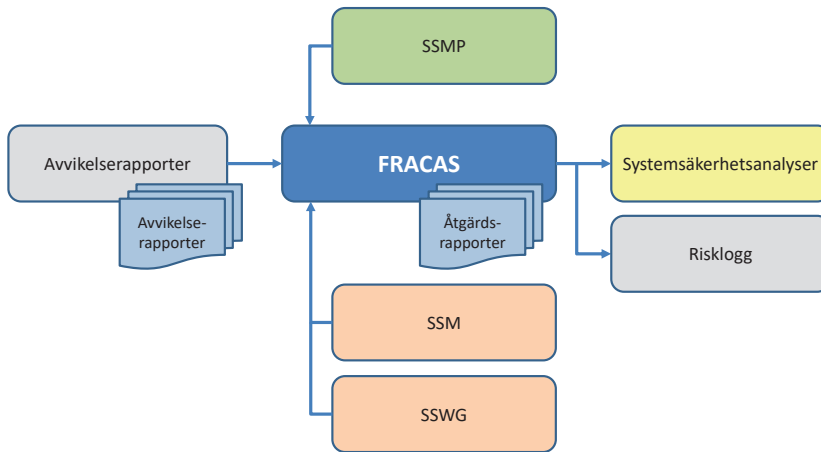 SSMP
Avvikelserapporter
FRACAS
Systemsäkerhetsanalyser
Avvikelse-
rapporter
Åtgärds-
rapporter
Risklogg
SSM
SSWG